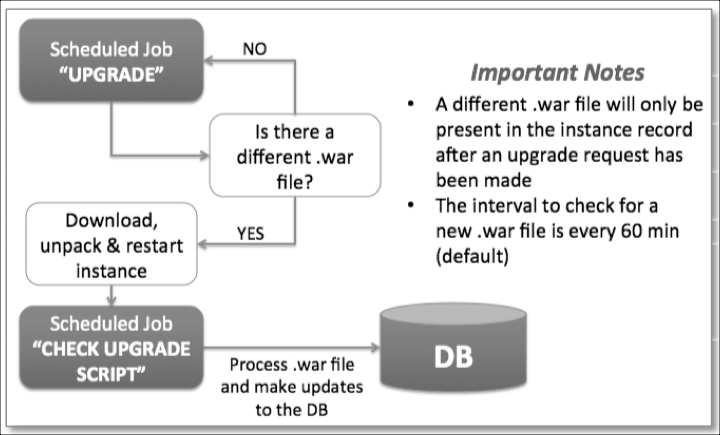 Scheduled Job
“UPGRADE”
NO
Is there a
different .war
file?
YES
Download,
unpack & restart
instance
Scheduled Job
“CHECK UPGRADE
SCRIPT”
Process .war file
and make updates
to the DB
DB
Important Notes
• A different .war file will only be
present in the instance record
after an upgrade request has
been made
• The interval to check for a
new .war file is every 60 min
(default)